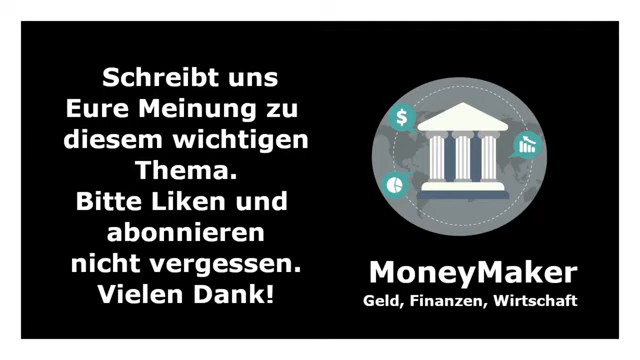 Schreibt uns
Eure Meinung zu
diesem wichtigen
Thema.
Bitte Liken und
abonnieren
nicht vergessen.
Vielen Dank!
$
MoneyMaker
Geld, Finanzen, Wirtschaft